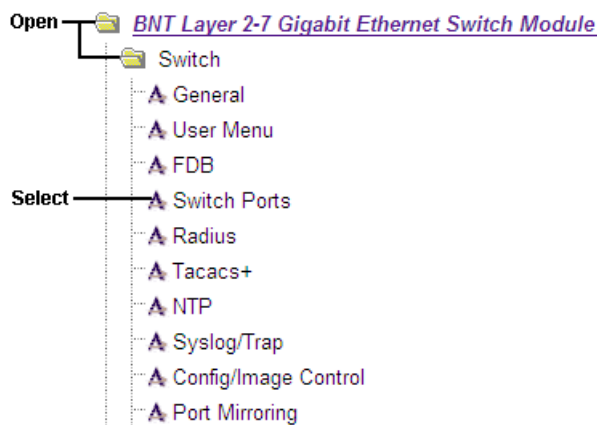 Open BNT Layer 2-7 Gigabit Ethernet Switch Module
Switch
General
User Menu
FDB
Select Switch Ports
Radius
Tacacs+
NTP
Syslog/Trap
Config/Image Control
Port Mirroring